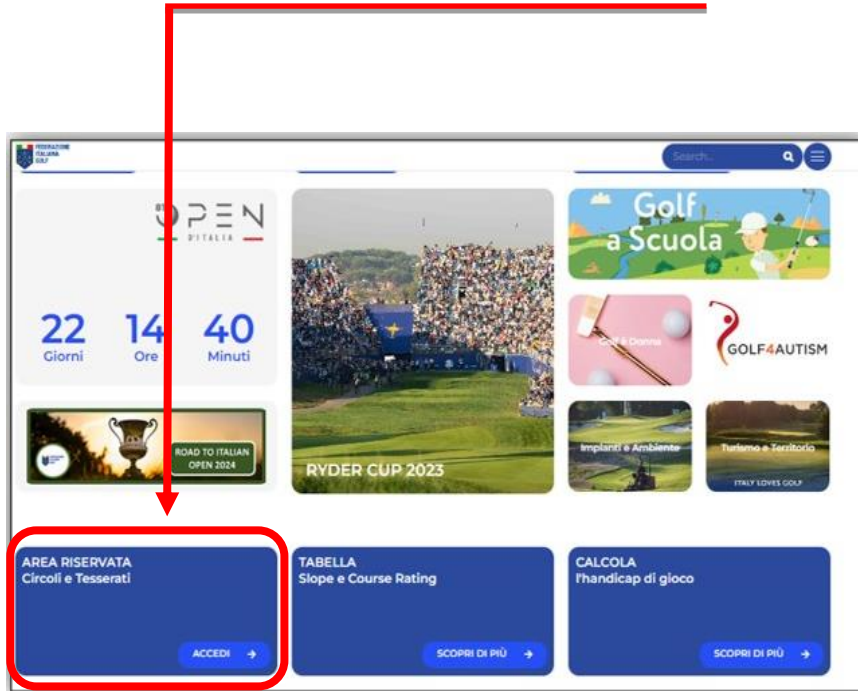 FEDERAZIONE
ITALIANA
GOLF
Search...
OPEN
D'ITALIA
22 14 40
Giorni Ore Minuti
ROAD TO ITALIAN
OPEN 2024
RYDER CUP 2023
Golf
a Scuola
Golf è Donna
GOLF4AUTISM
Impianti e Ambiente
Turismo e Territorio
ITALY LOVES GOLF
AREA RISERVATA
Circoli e Tesserati
ACCEDI
TABELLA
Slope e Course Rating
SCOPRI DI PIÙ
CALCOLA
l'handicap di gioco
SCOPRI DI PIÙ